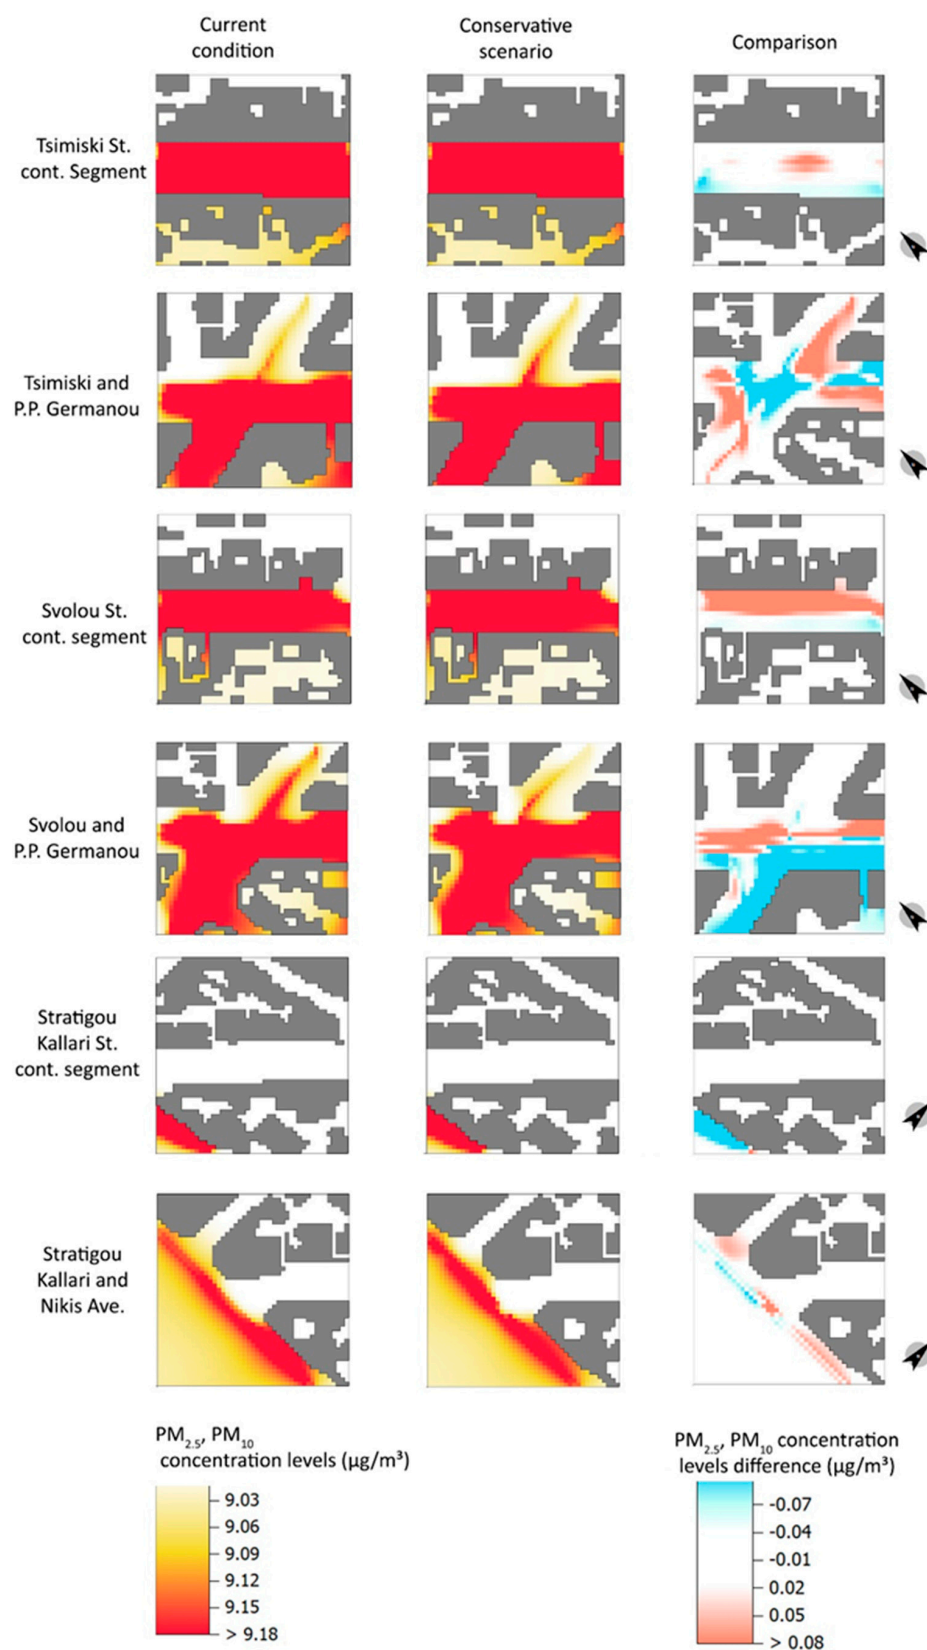 Current
condition
Conservative
scenario
Comparison
Tsimiski St.
cont. Segment
Tsimiski and
P.P. Germanou
Svolou St.
cont. segment
Svolou and
P.P. Germanou
Stratigou
Kallari St.
cont. segment
Stratigou
Kallari and
Nikis Ave.
PM2.5, PM10
concentration levels (µg/m³)
9.03
9.06
9.09
9.12
9.15
> 9.18
PM2.5, PM10 concentration
levels difference (µg/m³)
-0.07
-0.04
-0.01
0.02
0.05
> 0.08